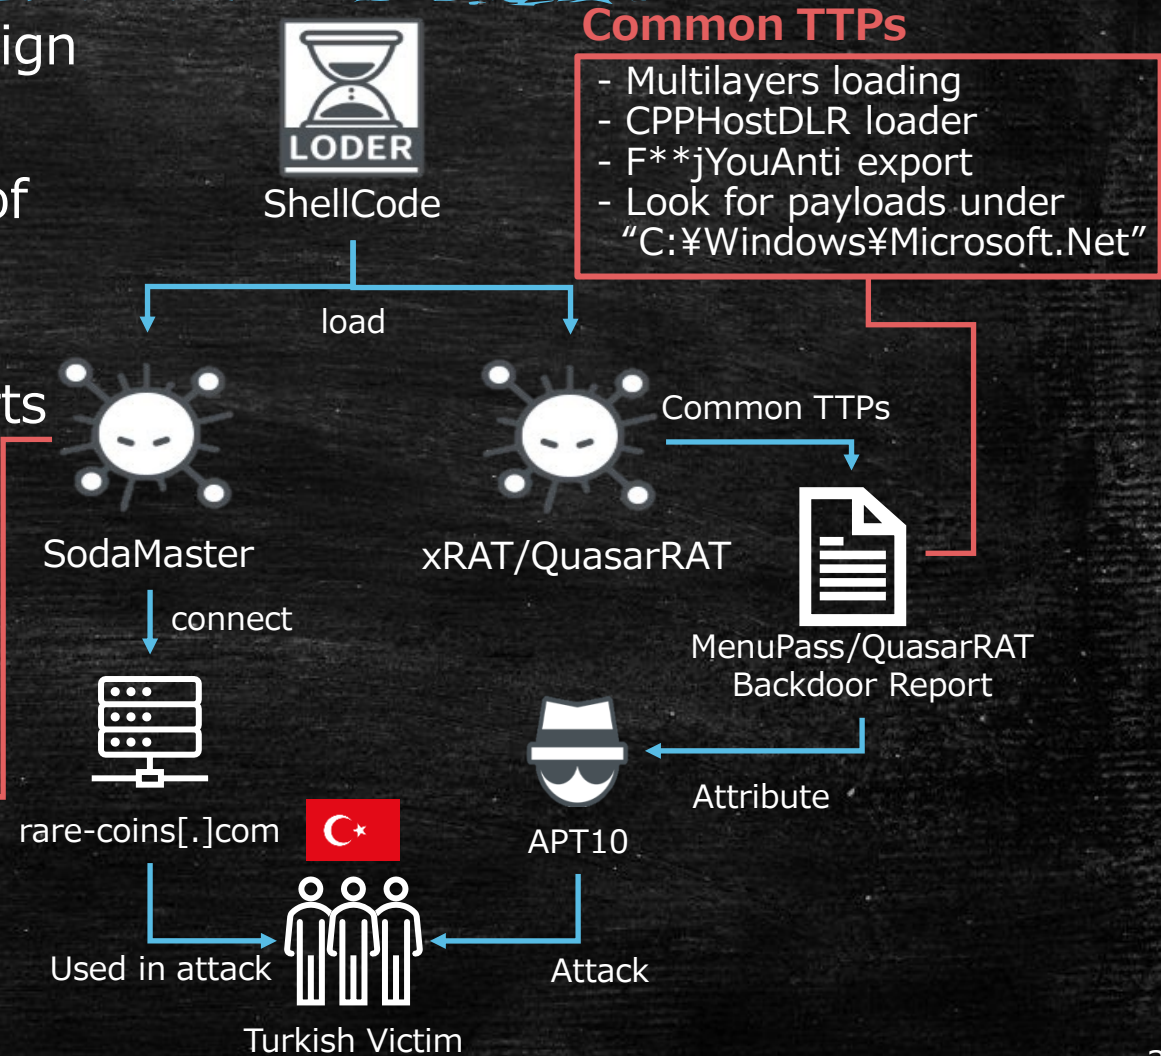 ign
of
rts
Common TTPs
- Multilayers loading
- CPPHostDLR loader
- F**jYouAnti export
- Look for payloads under
“C:¥Windows¥Microsoft.Net”
LODER
ShellCode
load
Common TTPs
SodaMaster
xRAT/QuasarRAT
connect
MenuPass/QuasarRAT
Backdoor Report
Attribute
rare-coins[.]com
APT10
Used in attack
Attack
Turkish Victim